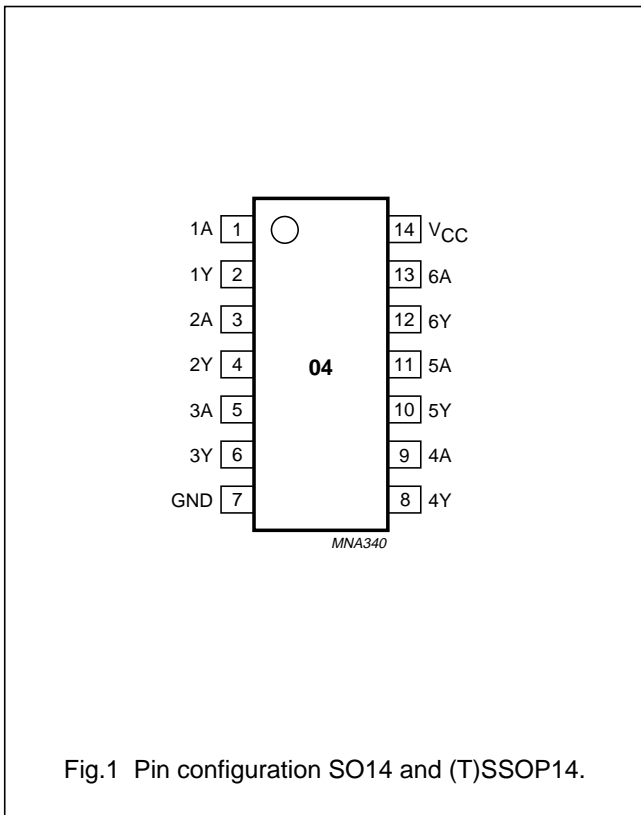 1A 1 14 VCC
1Y 2 13 6A
2A 3 12 6Y
2Y 4 04 11 5A
3A 5 10 5Y
3Y 6 9 4A
GND 7 8 4Y
MNA340
Fig.1 Pin configuration SO14 and (T)SSOP14.